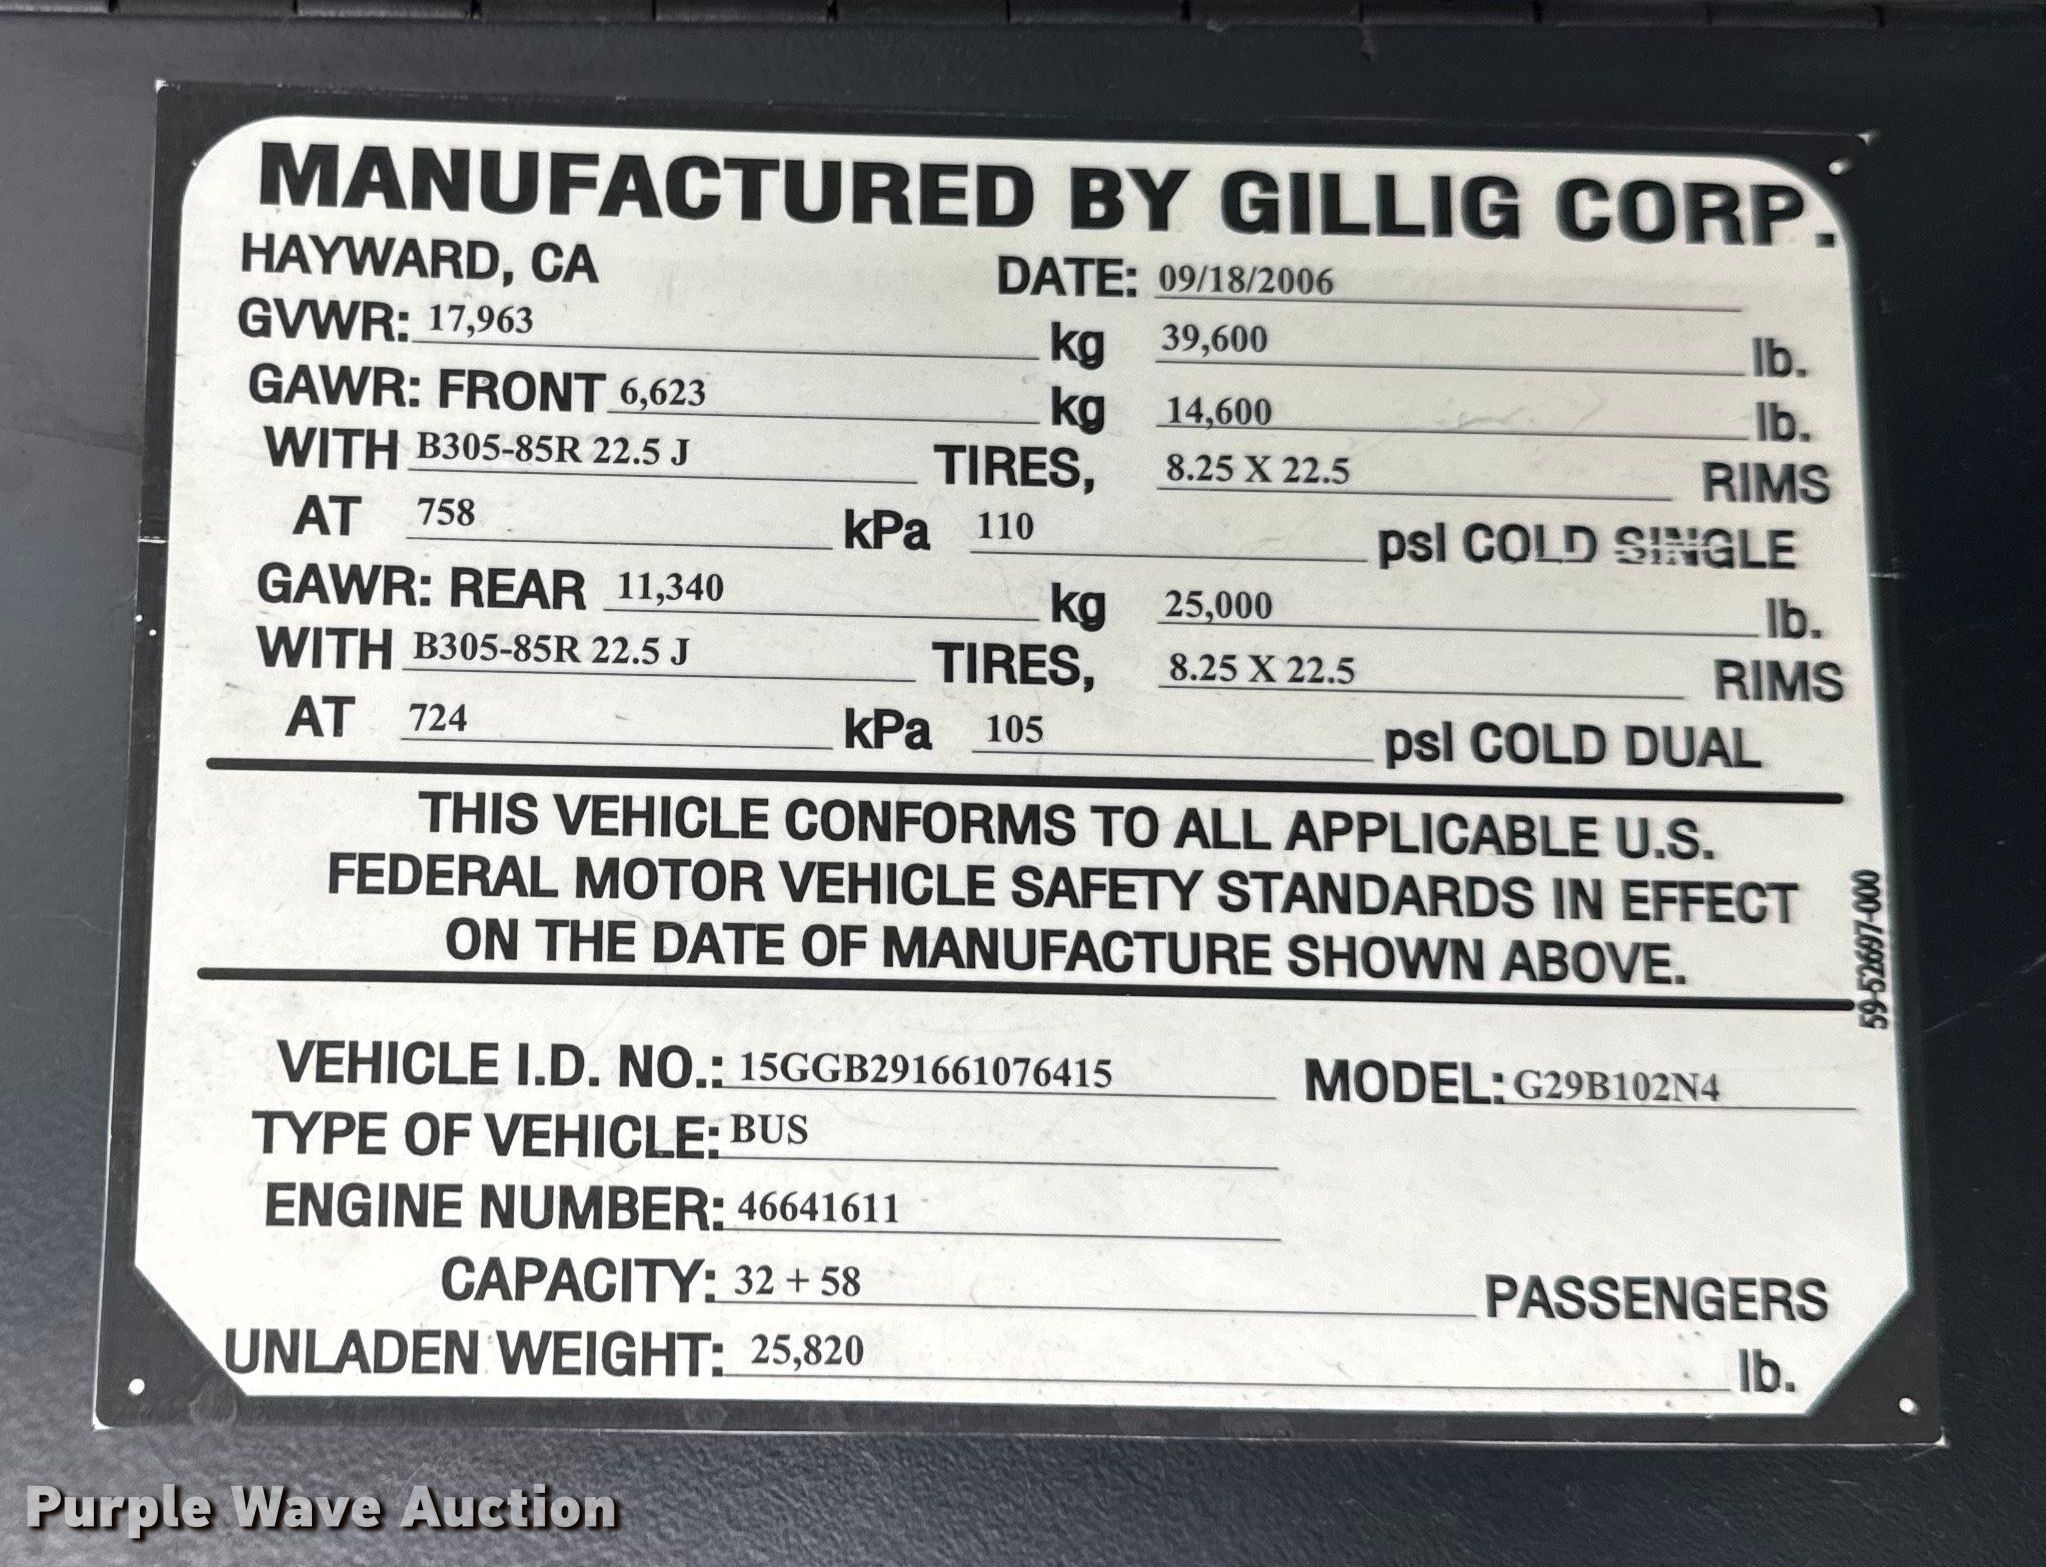 MANUFACTURED BY GILLIG CORP.
HAYWARD, CA DATE: 09/18/2006
GVWR: 17,963 kg 39,600 lb.
GAWR: FRONT 6,623 kg 14,600 lb.
WITH B305-85R 22.5 J TIRES, 8.25 X 22.5 RIMS
AT 758 kPa 110 psI COLD SINGLE
GAWR: REAR 11,340 kg 25,000 lb.
WITH B305-85R 22.5 J TIRES, 8.25 X 22.5 RIMS
AT 724 kPa 105 psI COLD DUAL
THIS VEHICLE CONFORMS TO ALL APPLICABLE U.S.
FEDERAL MOTOR VEHICLE SAFETY STANDARDS IN EFFECT
ON THE DATE OF MANUFACTURE SHOWN ABOVE.
59-52697-000
VEHICLE I.D. NO.: 15GGB291661076415 MODEL: G29B102N4
TYPE OF VEHICLE: BUS
ENGINE NUMBER: 46641611
CAPACITY: 32 + 58 PASSENGERS
UNLADEN WEIGHT: 25,820 lb.
Purple Wave Auction